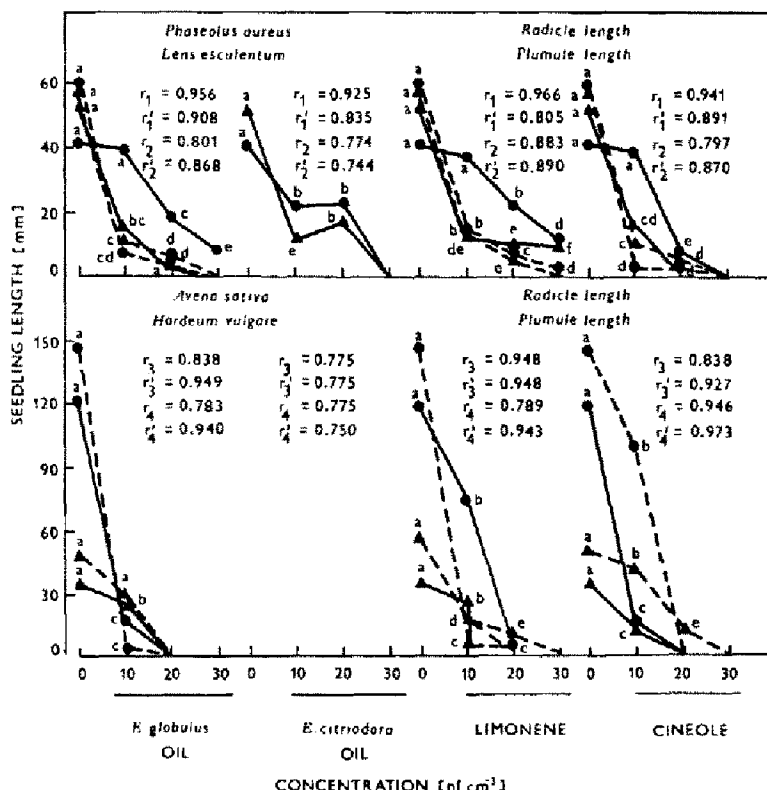 Phaseolus aureus Radicle length
Lens esculentum Plumule length
r1 = 0.956 r1 = 0.925 r1 = 0.966 r1 = 0.941
r1' = 0.908 r1' = 0.835 r1' = 0.805 r1' = 0.891
r2 = 0.801 r2 = 0.774 r2 = 0.883 r2 = 0.797
r2' = 0.868 r2' = 0.744 r2' = 0.890 r2' = 0.870
60
40
20
0
SEEDLING LENGTH [mm]
Avena sativa Radicle length
Hordeum vulgare Plumule length
r3 = 0.838 r3 = 0.775 r3 = 0.948 r3 = 0.838
r3' = 0.949 r3' = 0.775 r3' = 0.948 r3' = 0.927
r4 = 0.783 r4 = 0.775 r4 = 0.789 r4 = 0.946
r4' = 0.940 r4' = 0.750 r4' = 0.943 r4' = 0.973
150
120
90
60
30
0
0 10 20 30 0 10 20 30 0 10 20 30 0 10 20 30
E globulus E. citriodora LIMONENE CINEOLE
OIL OIL
CONCENTRATION [nl cm-3]